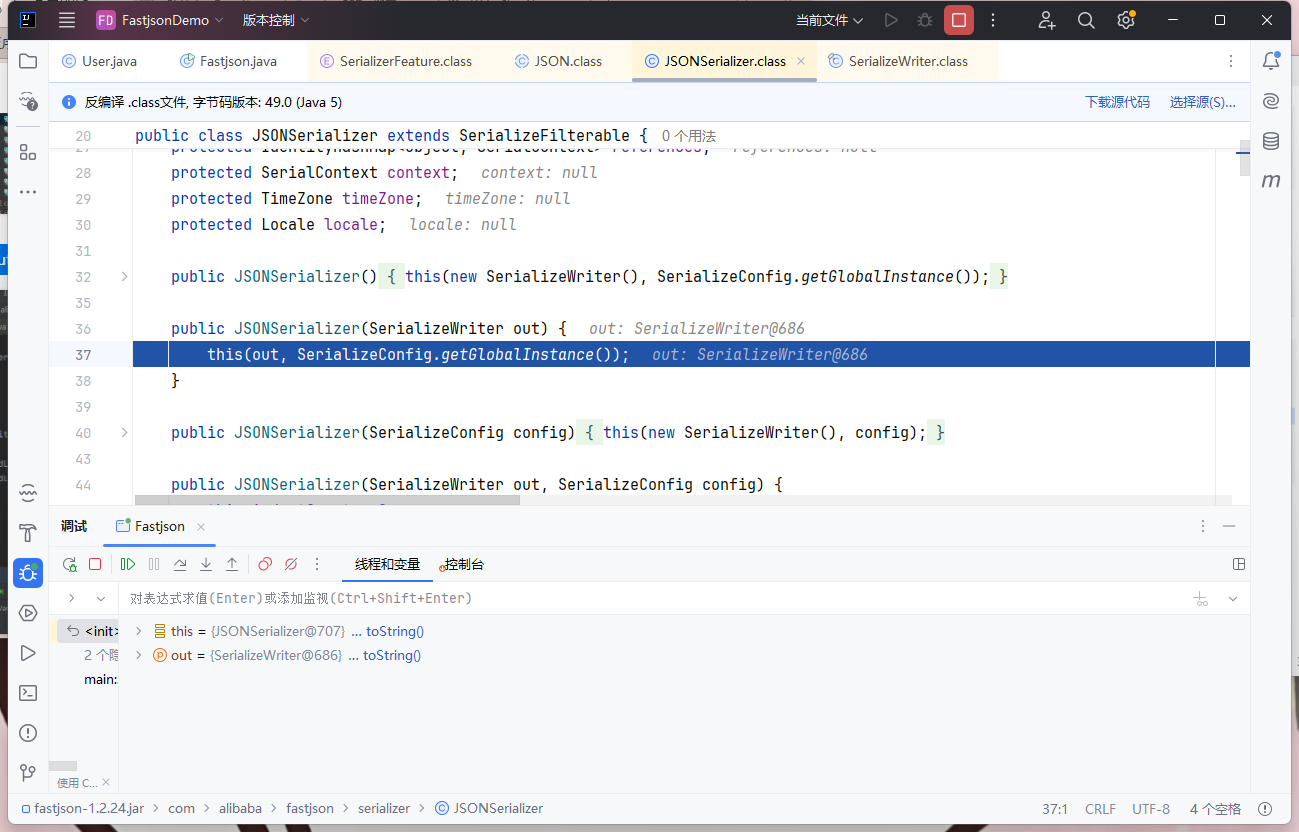 FD FastjsonDemo 版本控制 当前文件
User.java Fastjson.java SerializerFeature.class JSON.class JSONSerializer.class SerializeWriter.class
反编译 .class文件, 字节码版本: 49.0 (Java 5) 下载源代码 选择源(S)...
20 public class JSONSerializer extends SerializeFilterable { 0 个用法
27 protected IdentityHashMap<Object, SerialContext> references; references: null
28 protected SerialContext context; context: null
29 protected TimeZone timeZone; timeZone: null
30 protected Locale locale; locale: null
31
32 public JSONSerializer() { this(new SerializeWriter(), SerializeConfig.getGlobalInstance()); }
35
36 public JSONSerializer(SerializeWriter out) { out: SerializeWriter@686
37 this(out, SerializeConfig.getGlobalInstance()); out: SerializeWriter@686
38 }
39
40 public JSONSerializer(SerializeConfig config) { this(new SerializeWriter(), config); }
43
44 public JSONSerializer(SerializeWriter out, SerializeConfig config) {
调试 Fastjson
线程和变量 控制台
对表达式求值(Enter)或添加监视(Ctrl+Shift+Enter)
<init> this = {JSONSerializer@707} ... toString()
2 个隐 out = {SerializeWriter@686} ... toString()
main:
使用 C...
fastjson-1.2.24.jar com alibaba fastjson serializer JSONSerializer 37:1 CRLF UTF-8 4 个空格